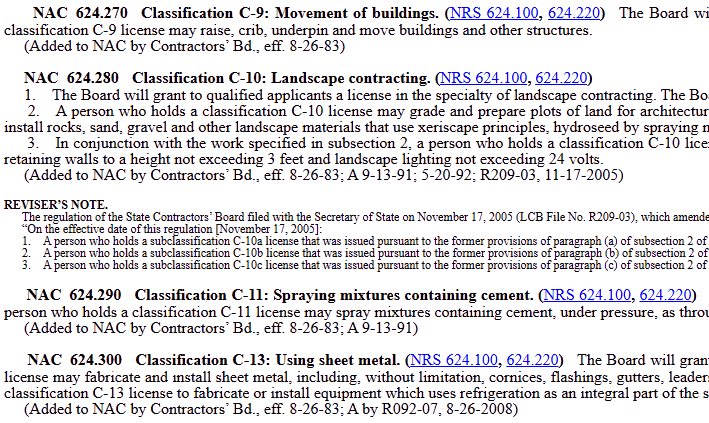 NAC 624.270 Classification C-9: Movement of buildings. (NRS 624.100, 624.220) The Board wi
classification C-9 license may raise, crib, underpin and move buildings and other structures.
(Added to NAC by Contractors’ Bd., eff. 8-26-83)
NAC 624.280 Classification C-10: Landscape contracting. (NRS 624.100, 624.220)
1. The Board will grant to qualified applicants a license in the specialty of landscape contracting. The Bo
2. A person who holds a classification C-10 license may grade and prepare plots of land for architectur
install rocks, sand, gravel and other landscape materials that use xeriscape principles, hydroseed by spraying m
3. In conjunction with the work specified in subsection 2, a person who holds a classification C-10 lice
retaining walls to a height not exceeding 3 feet and landscape lighting not exceeding 24 volts.
(Added to NAC by Contractors’ Bd., eff. 8-26-83; A 9-13-91; 5-20-92; R209-03, 11-17-2005)
REVISER’S NOTE.
The regulation of the State Contractors’ Board filed with the Secretary of State on November 17, 2005 (LCB File No. R209-03), which amende
“On the effective date of this regulation [November 17, 2005]:
1. A person who holds a subclassification C-10a license that was issued pursuant to the former provisions of paragraph (a) of subsection 2 of
2. A person who holds a subclassification C-10b license that was issued pursuant to the former provisions of paragraph (b) of subsection 2 of
3. A person who holds a subclassification C-10c license that was issued pursuant to the former provisions of paragraph (c) of subsection 2 of
NAC 624.290 Classification C-11: Spraying mixtures containing cement. (NRS 624.100, 624.220)
person who holds a classification C-11 license may spray mixtures containing cement, under pressure, as throu
(Added to NAC by Contractors’ Bd., eff. 8-26-83; A 9-13-91)
NAC 624.300 Classification C-13: Using sheet metal. (NRS 624.100, 624.220) The Board will gran
license may fabricate and install sheet metal, including, without limitation, cornices, flashings, gutters, leader
classification C-13 license to fabricate or install equipment which uses refrigeration as an integral part of the s
(Added to NAC by Contractors’ Bd., eff. 8-26-83; A by R092-07, 8-26-2008)